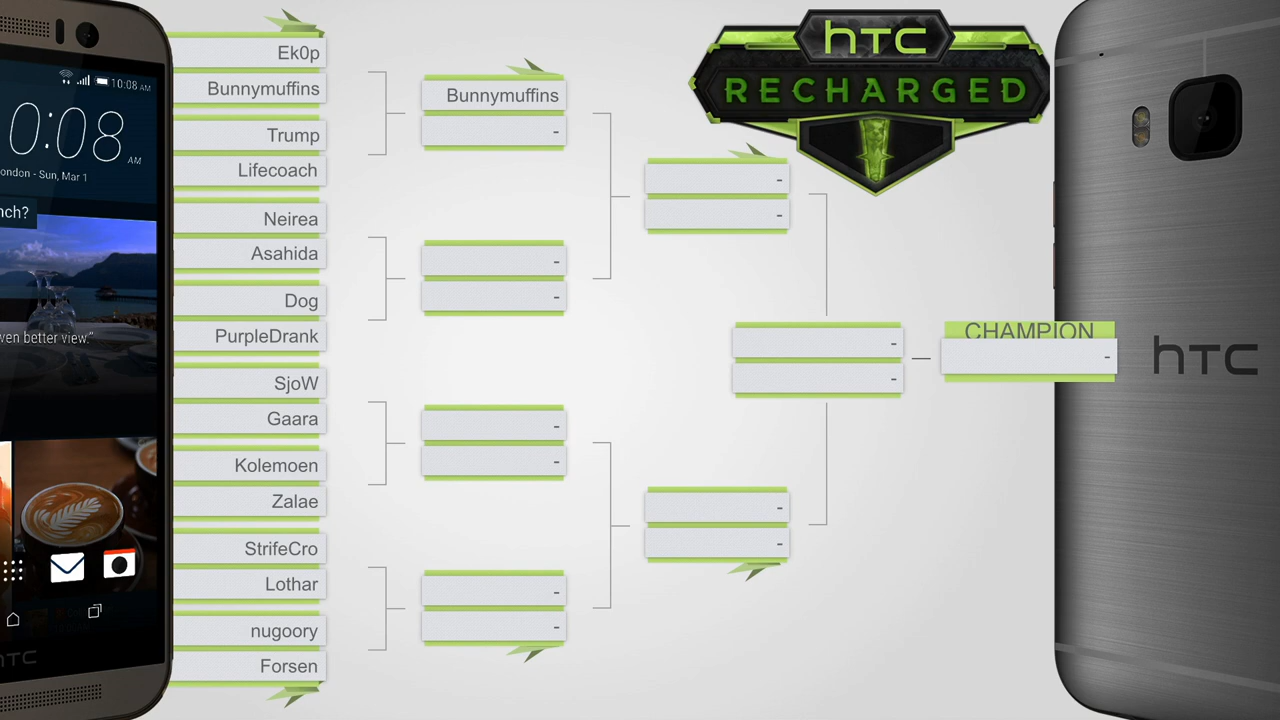 10:08 AM
0:08
AM
ondon - Sun, Mar 1
nch?
ven better view."
HTC
Ek0p
Bunnymuffins
Trump
Lifecoach
Neirea
Asahida
Dog
PurpleDrank
SjoW
Gaara
Kolemoen
Zalae
StrifeCro
Lothar
nugoory
Forsen
Bunnymuffins
-
-
-
-
-
-
-
-
-
-
-
-
-
CHAMPION
-
hTC
RECHARGED
hTC